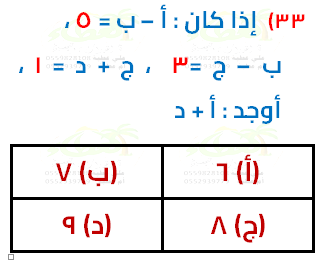 ٣٣) إذا كان : أ – ب = ٥ ،
ب – ج = ٣ ، ج + د = ١ ،
أوجد : أ + د
(أ) ٦ (ب) ٧
(ج) ٨ (د) ٩